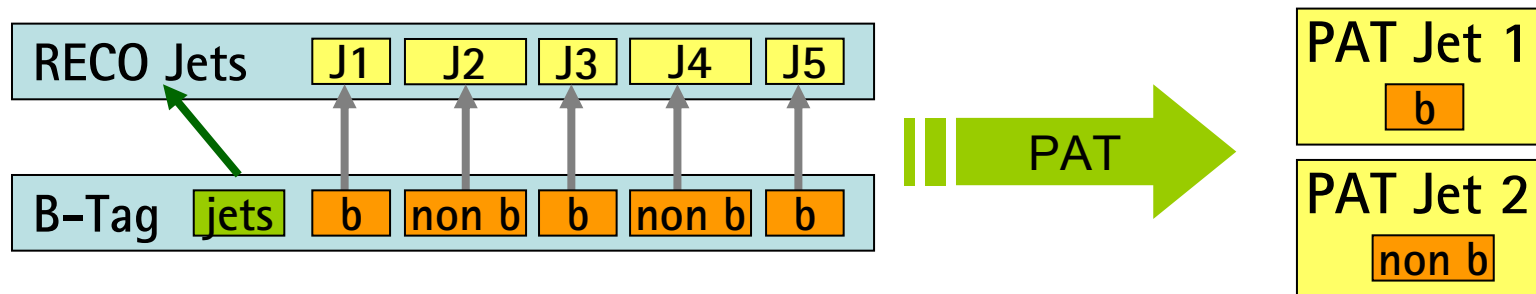 RECO Jets J1 J2 J3 J4 J5
B-Tag jets b non b b non b b
PAT
PAT Jet 1
b
PAT Jet 2
non b